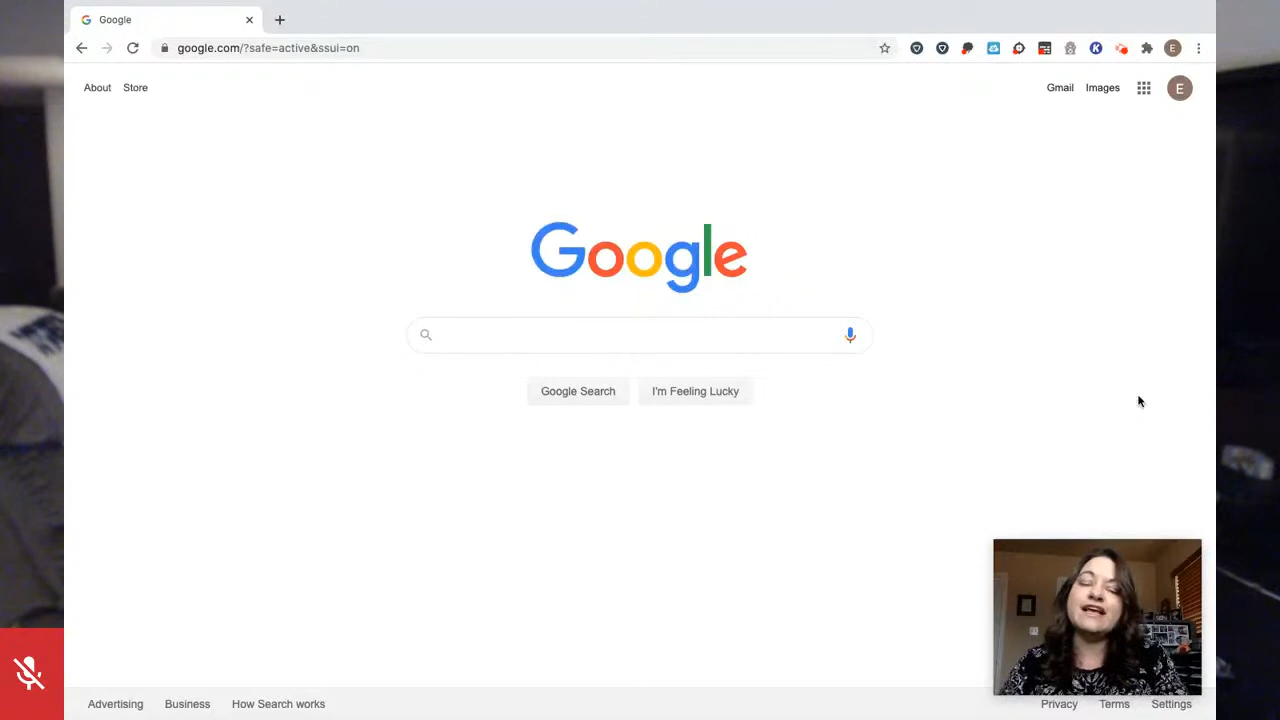 Google
google.com/?safe=active&ssui=on
K
E
About Store
Gmail Images
E
Google
Google Search I'm Feeling Lucky
Advertising Business How Search works
Privacy Terms Settings